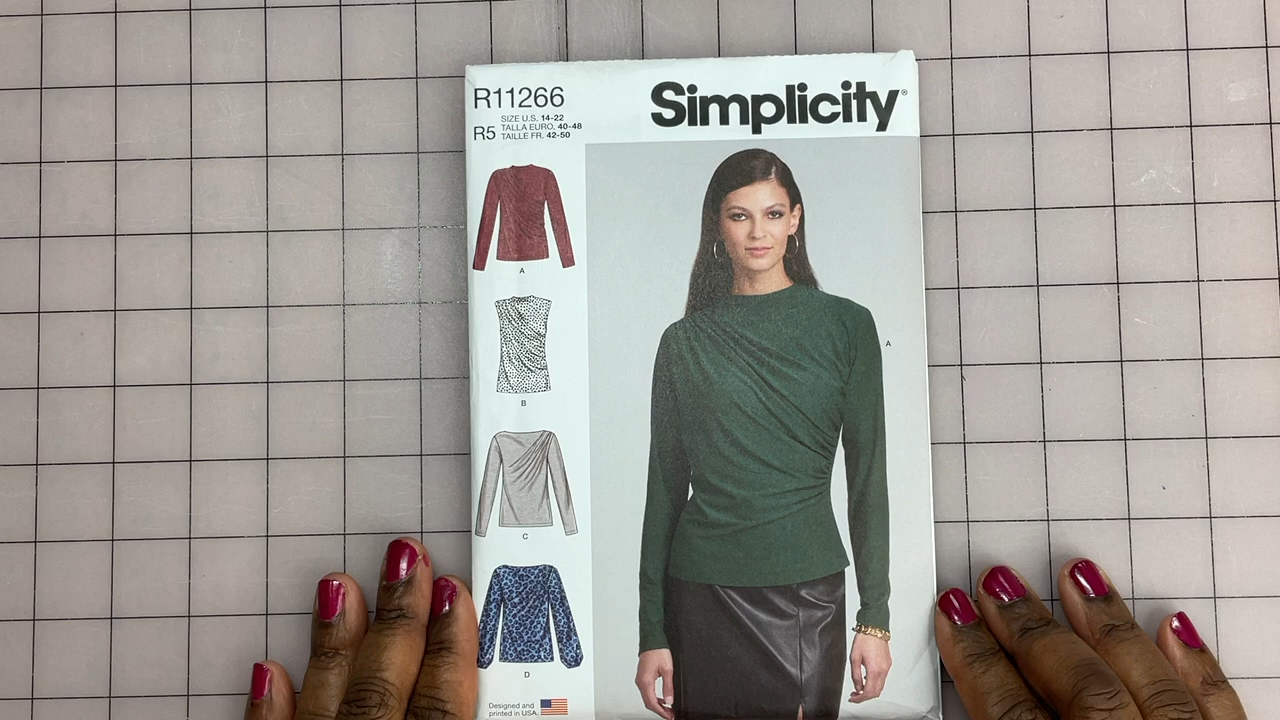 R11266
Simplicity®
R5
SIZE U.S. 14-22
TALLA EURO. 40-48
TAILLE FR. 42-50
A
B
C
D
A
Designed and
printed in USA.